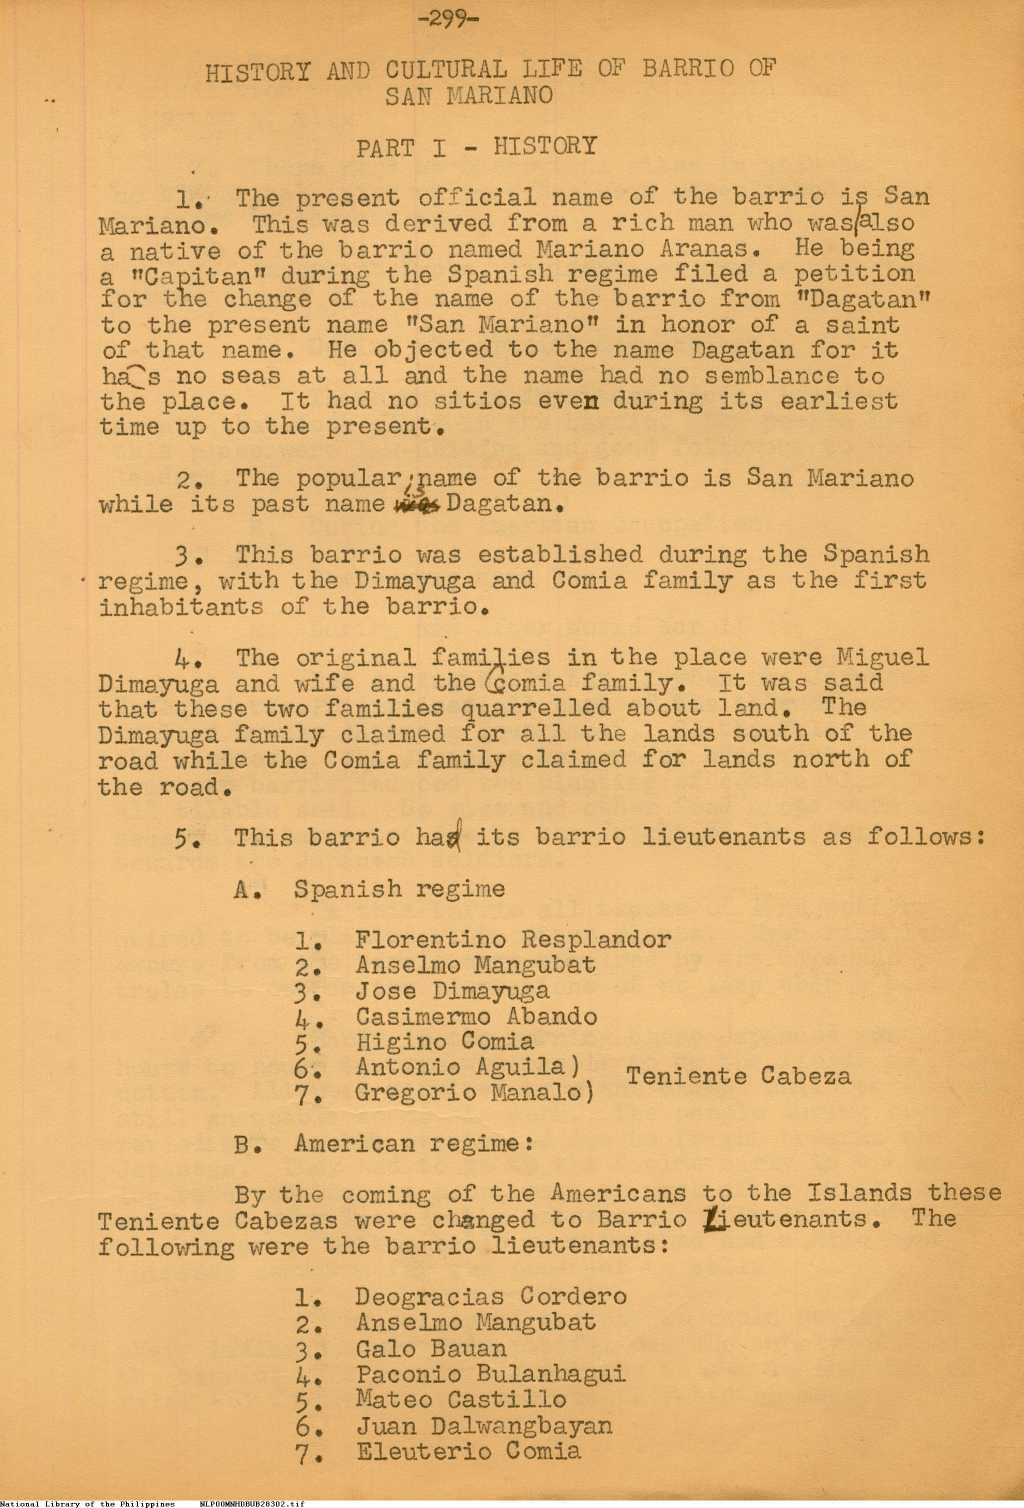 -299-
HISTORY AND CULTURAL LIFE OF BARRIO OF
SAN MARIANO
PART I - HISTORY
1. The present official name of the barrio is San
Mariano. This was derived from a rich man who was/also
a native of the barrio named Mariano Aranas. He being
a "Capitan" during the Spanish regime filed a petition
for the change of the name of the barrio from "Dagatan"
to the present name "San Mariano" in honor of a saint
of that name. He objected to the name Dagatan for it
has no seas at all and the name had no semblance to
the place. It had no sitios even during its earliest
time up to the present.
2. The popular name of the barrio is San Mariano
while its past name is Dagatan.
3. This barrio was established during the Spanish
regime, with the Dimayuga and Comia family as the first
inhabitants of the barrio.
4. The original families in the place were Miguel
Dimayuga and wife and the Comia family. It was said
that these two families quarrelled about land. The
Dimayuga family claimed for all the lands south of the
road while the Comia family claimed for lands north of
the road.
5. This barrio had its barrio lieutenants as follows:
A. Spanish regime
1. Florentino Resplandor
2. Anselmo Mangubat
3. Jose Dimayuga
4. Casimermo Abando
5. Higino Comia
6. Antonio Aguila)
Teniente Cabeza
7. Gregorio Manalo)
B. American regime:
By the coming of the Americans to the Islands these
Teniente Cabezas were changed to Barrio Lieutenants. The
following were the barrio lieutenants:
1. Deogracias Cordero
2. Anselmo Mangubat
3. Galo Bauan
4. Paconio Bulanhagui
5. Mateo Castillo
6. Juan Dalwangbayan
7. Eleuterio Comia
National Library of the Philippines NLP00MNHDBUB28302.tif